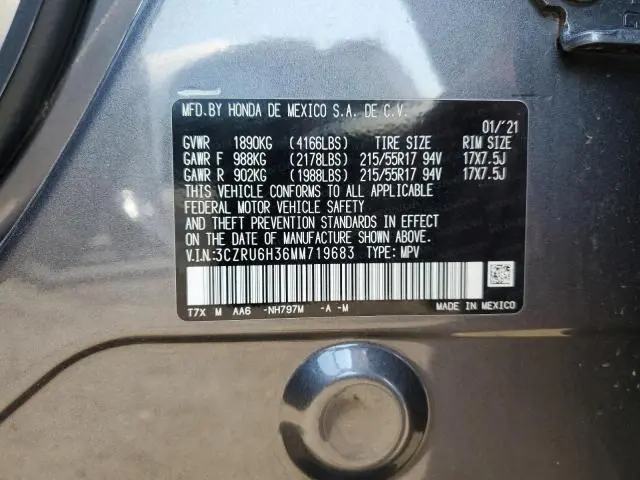 MFD.BY HONDA DE MEXICO S.A. DE C.V.
01/'21
GVWR 1890KG (4166LBS) TIRE SIZE RIM SIZE
GAWR F 988KG (2178LBS) 215/55R17 94V 17X7.5J
GAWR R 902KG (1988LBS) 215/55R17 94V 17X7.5J
THIS VEHICLE CONFORMS TO ALL APPLICABLE
FEDERAL MOTOR VEHICLE SAFETY
AND THEFT PREVENTION STANDARDS IN EFFECT
ON THE DATE OF MANUFACTURE SHOWN ABOVE.
V.I.N:3CZRU6H36MM719683 TYPE: MPV
T7X M AA6 -NH797M -A -M MADE IN MEXICO